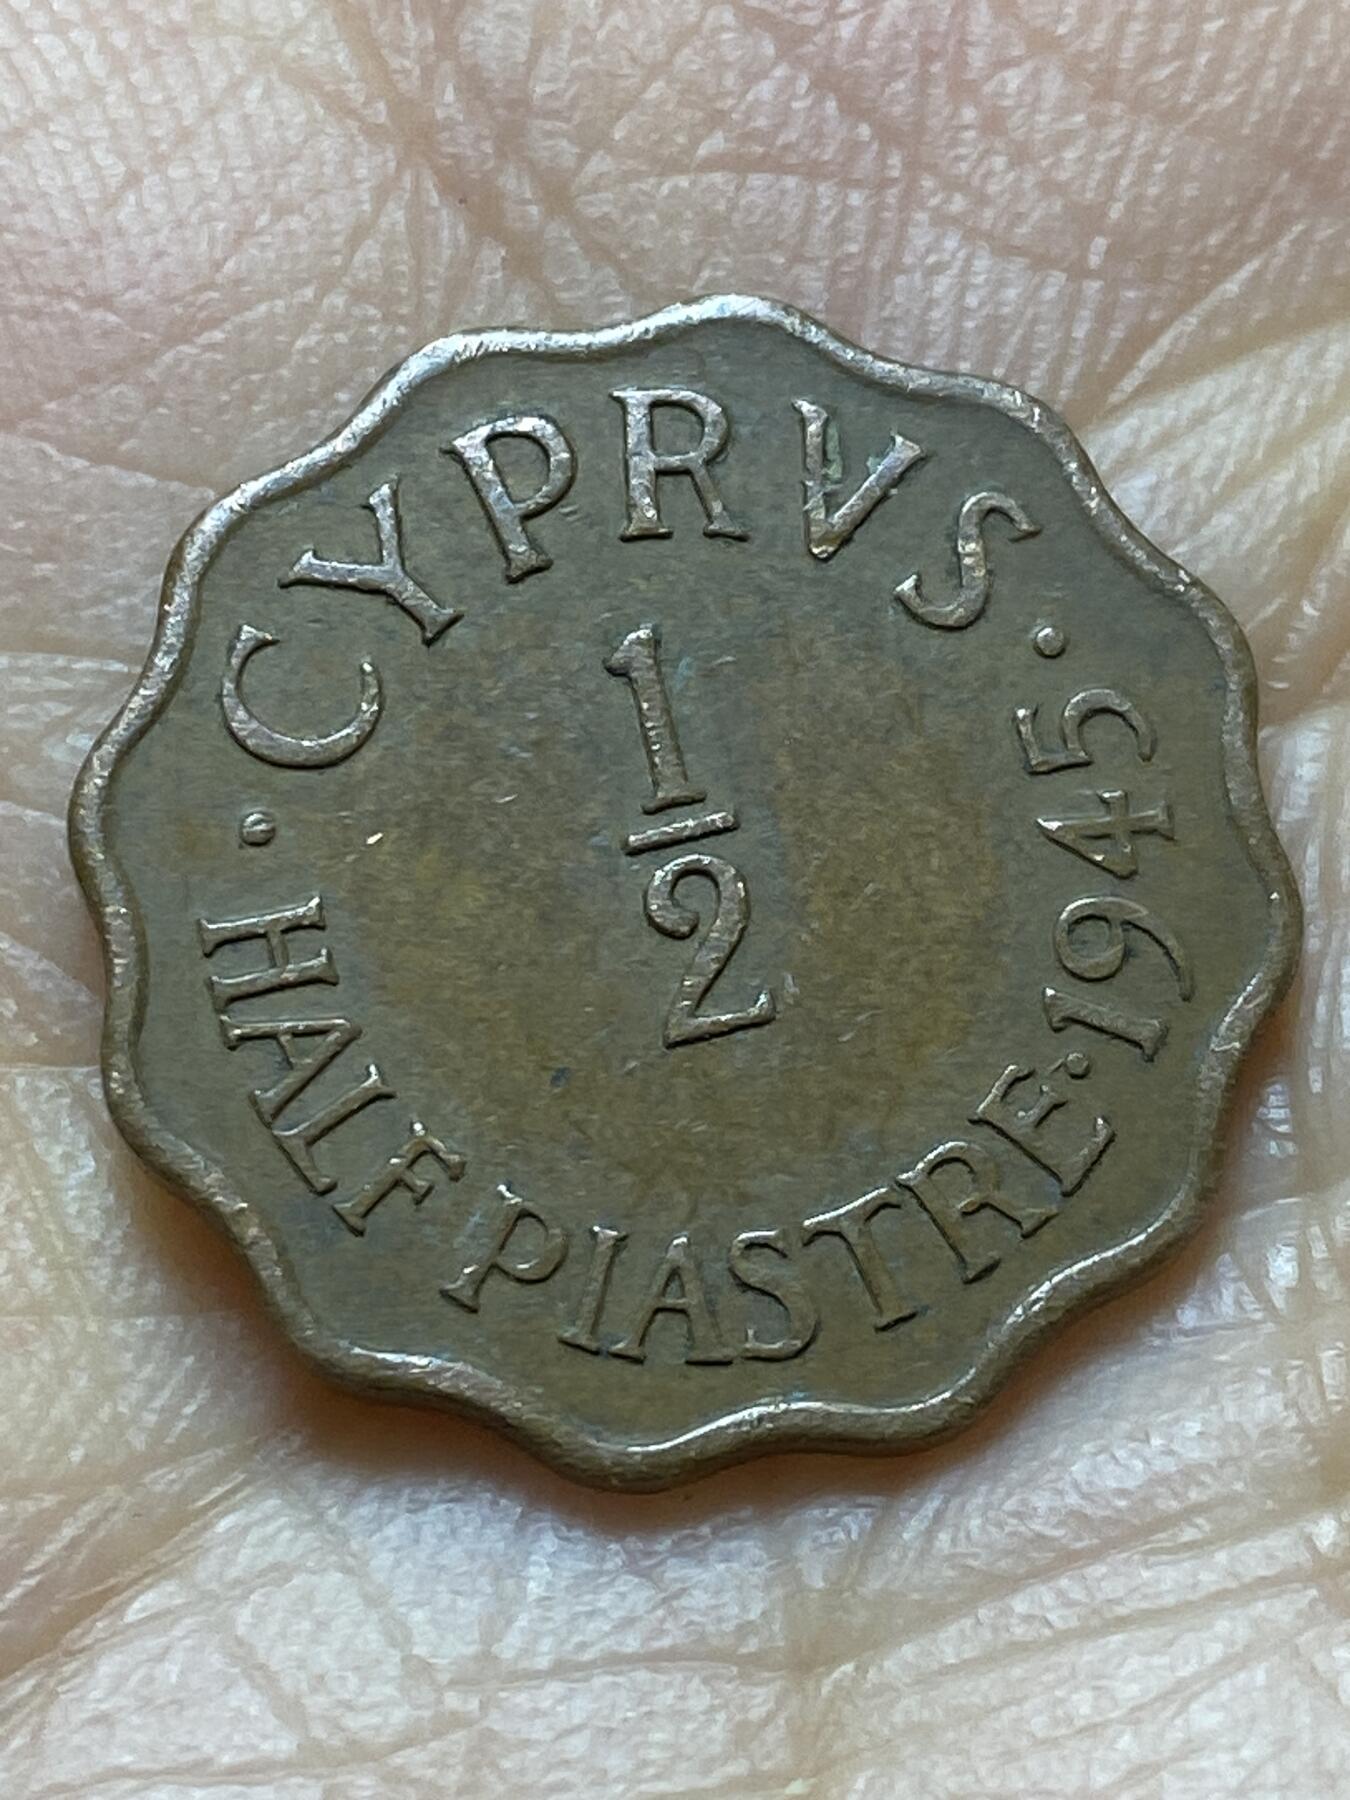 · CYPRVS ·
1
2
HALF PIASTRE · 1945